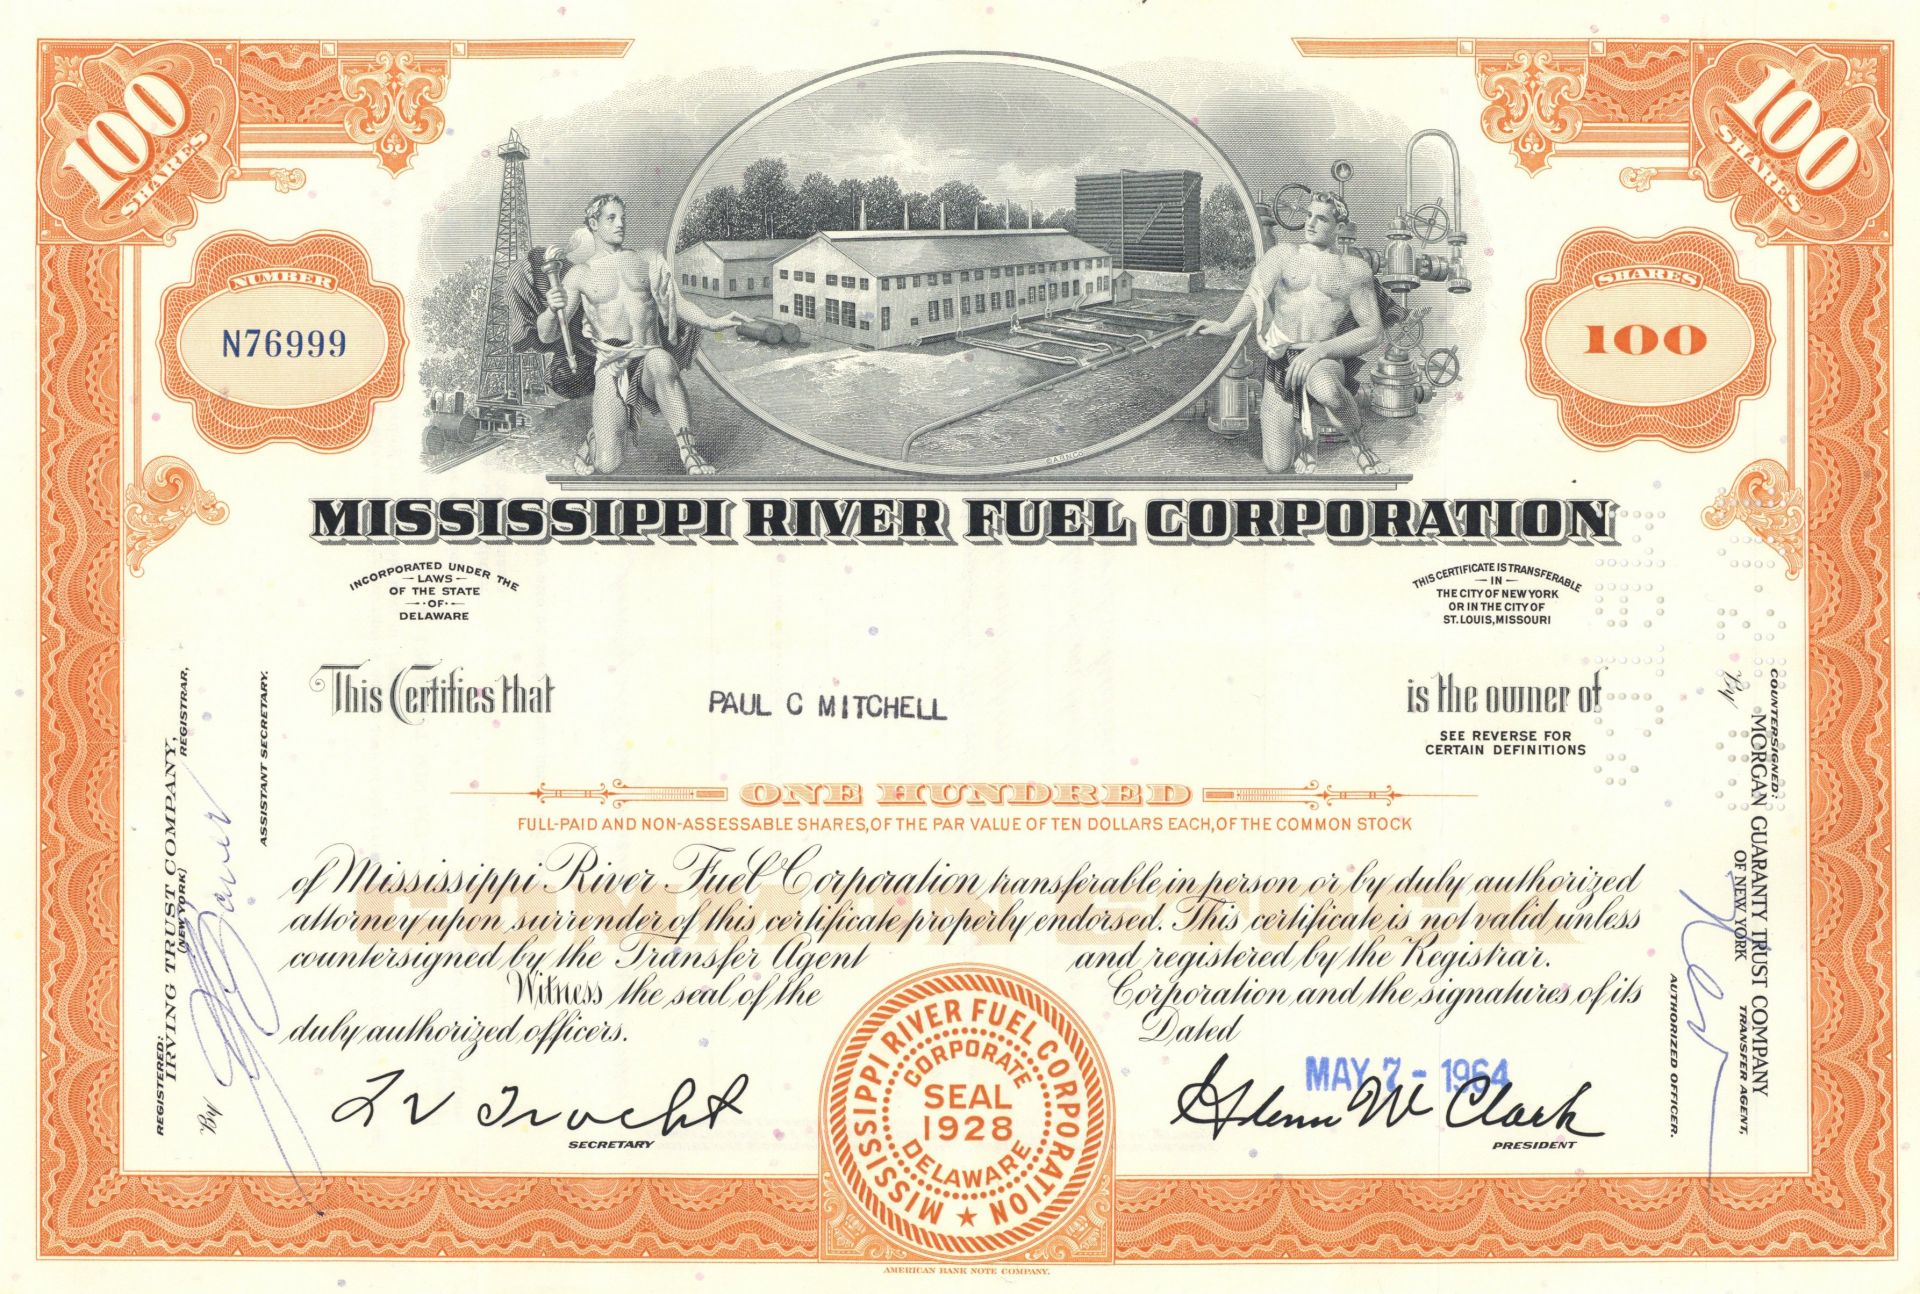 100
SHARES
100
SHARES
NUMBER
N76999
SHARES
100
©ABNCo
MISSISSIPPI RIVER FUEL CORPORATION
INCORPORATED UNDER THE
LAWS
OF THE STATE
OF
DELAWARE
THIS CERTIFICATE IS TRANSFERABLE
IN
THE CITY OF NEW YORK
OR IN THE CITY OF
ST. LOUIS, MISSOURI
This Certifies that
PAUL C MITCHELL
is the owner of
SEE REVERSE FOR
CERTAIN DEFINITIONS
ONE HUNDRED
FULL-PAID AND NON-ASSESSABLE SHARES, OF THE PAR VALUE OF TEN DOLLARS EACH, OF THE COMMON STOCK
COMMON STOCK
of Mississippi River Fuel Corporation transferable in person or by duly authorized
attorney upon surrender of this certificate properly endorsed. This certificate is not valid unless
countersigned by the Transfer Agent and registered by the Registrar.
Witness the seal of the Corporation and the signatures of its
duly authorized officers. Dated
MAY 7 - 1964
L V Trocht
SECRETARY
Glenn W Clark
PRESIDENT
MISSISSIPPI RIVER FUEL CORPORATION
CORPORATE
SEAL
1928
DELAWARE
AMERICAN BANK NOTE COMPANY.
REGISTERED:
IRVING TRUST COMPANY,
(NEW YORK)
REGISTRAR,
By
ASSISTANT SECRETARY.
COUNTERSIGNED:
MORGAN GUARANTY TRUST COMPANY
OF NEW YORK
TRANSFER AGENT,
By
AUTHORIZED OFFICER.